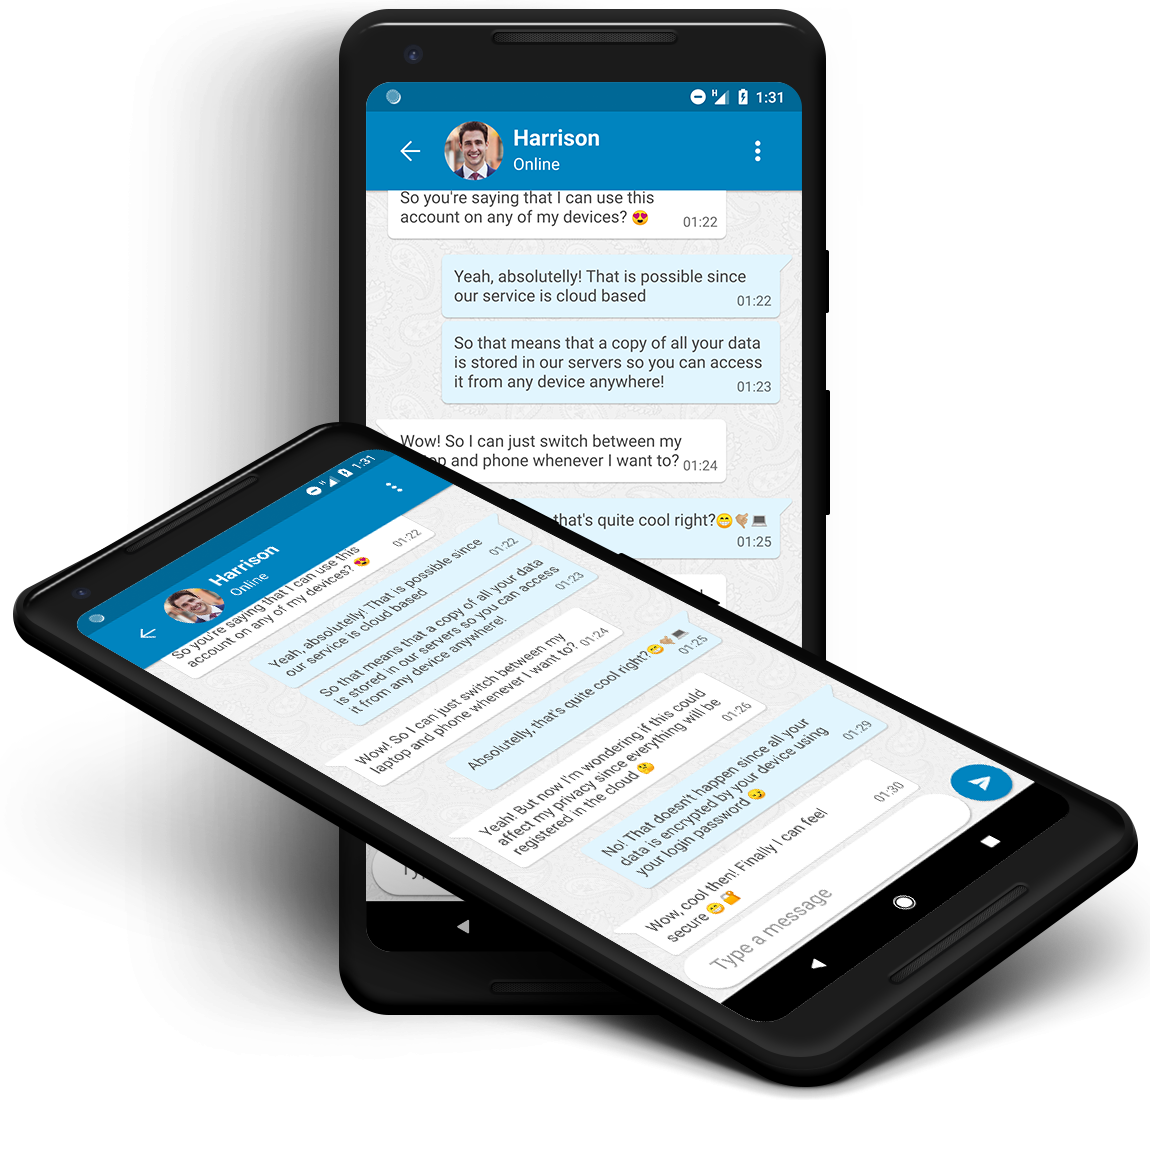 1:31
Harrison
Online
So you're saying that I can use this
account on any of my devices? 😍
01:22
Yeah, absolutelly! That is possible since
our service is cloud based
01:22
So that means that a copy of all your data
is stored in our servers so you can access
it from any device anywhere!
01:23
Wow! So I can just switch between my
and phone whenever I want to?
01:24
that's quite cool right?😁
01:25
1:31
Harrison
Online
So you're saying that I can use this
account on any of my devices? 😍
01:22
Yeah, absolutelly! That is possible since
our service is cloud based
01:22
So that means that a copy of all your data
is stored in our servers so you can access
it from any device anywhere!
01:23
Wow! So I can just switch between my
laptop and phone whenever I want to?
01:24
Absolutelly, that's quite cool right?😁
01:25
Yeah! But now I'm wondering if this could
affect my privacy since everything will be
registered in the cloud 🤔
01:26
No! That doesn't happen since all your
data is encrypted by your device using
your login password
01:29
Wow, cool then! Finally I can feel
secure 😁
01:30
Type a message